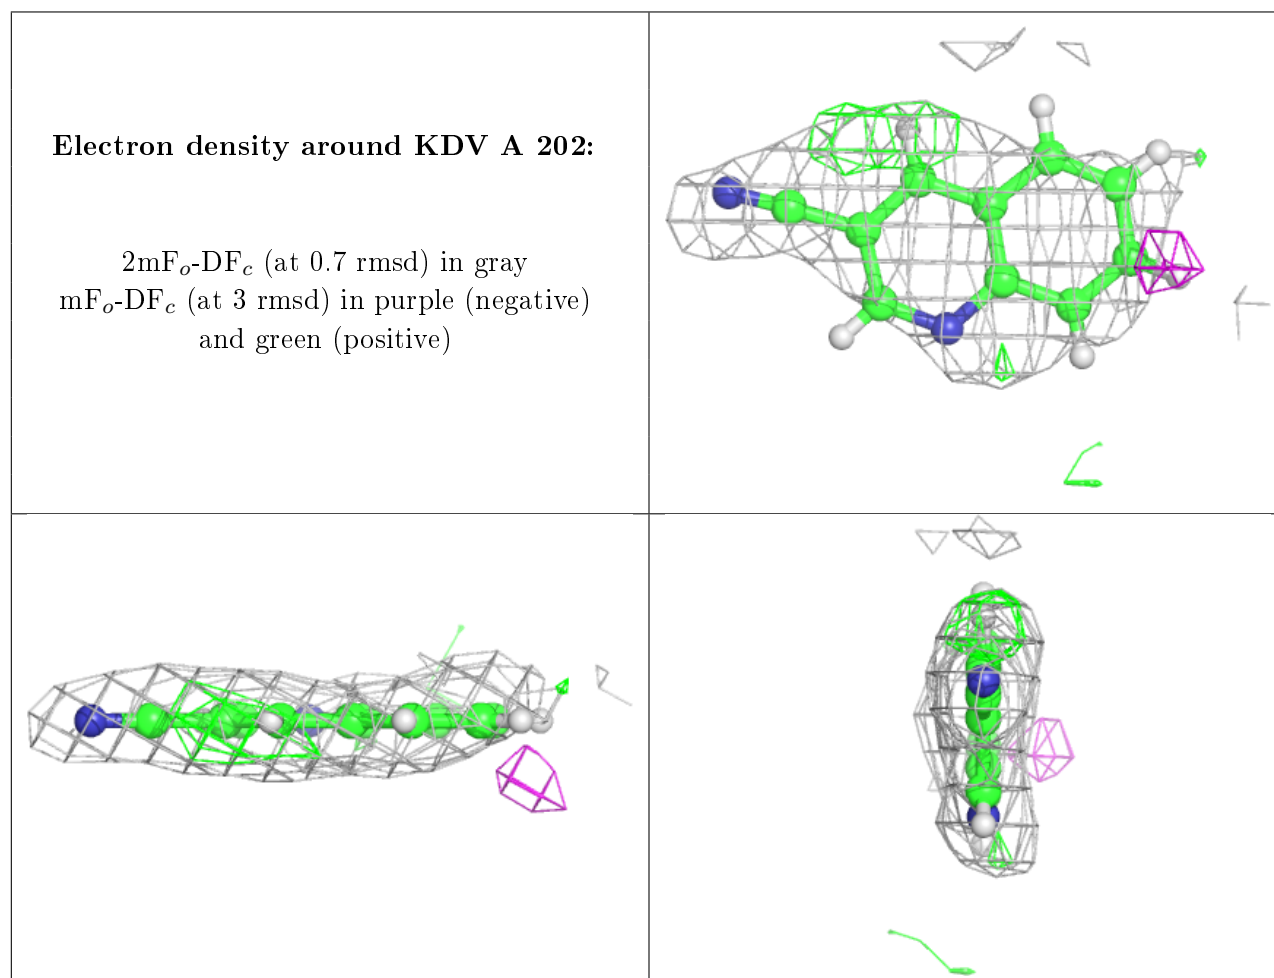 Electron density around KDV A 202:
2mFₒ-DF𝒸 (at 0.7 rmsd) in gray
mFₒ-DF𝒸 (at 3 rmsd) in purple (negative)
and green (positive)